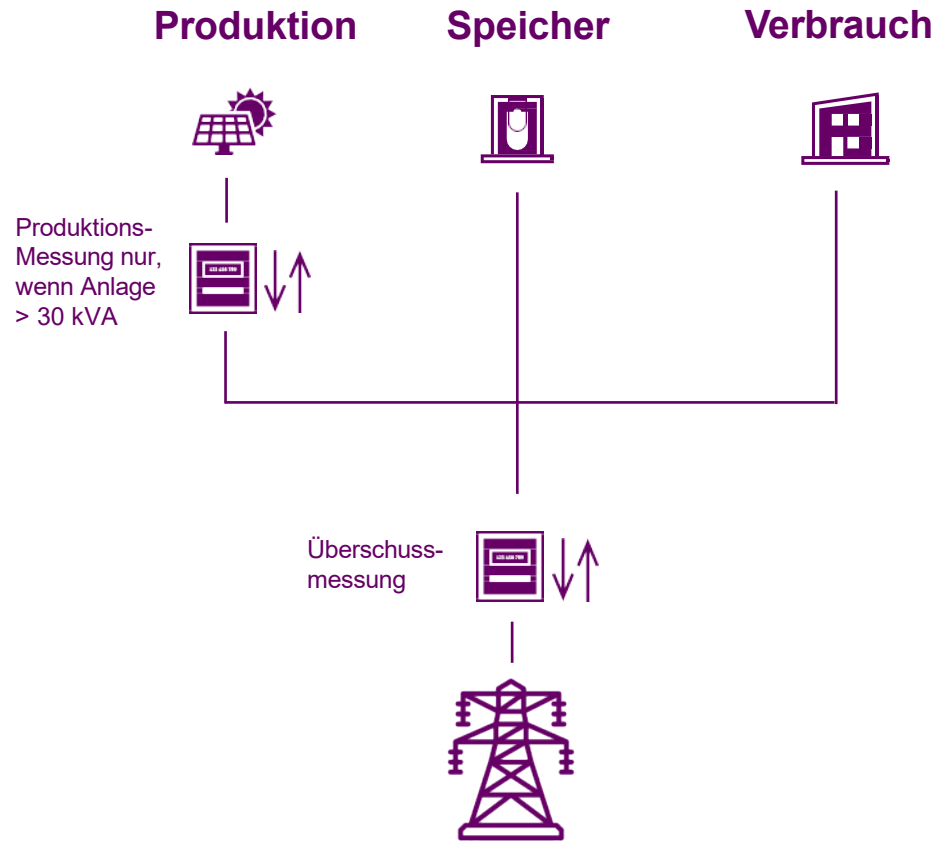 Produktion Speicher Verbrauch
Produktions-
Messung nur,
wenn Anlage
> 30 kVA
Überschuss-
messung